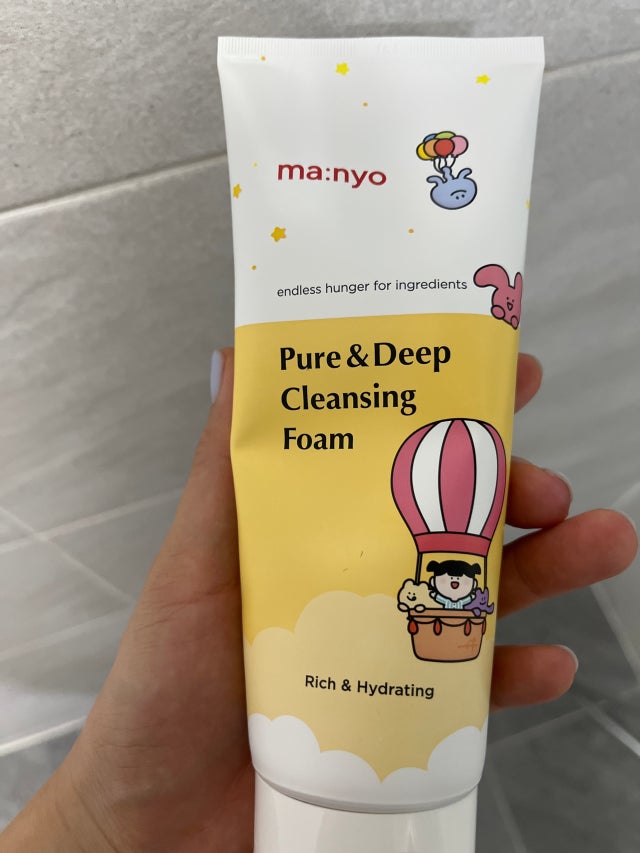 ma:nyo
endless hunger for ingredients
Pure & Deep
Cleansing
Foam
Rich & Hydrating